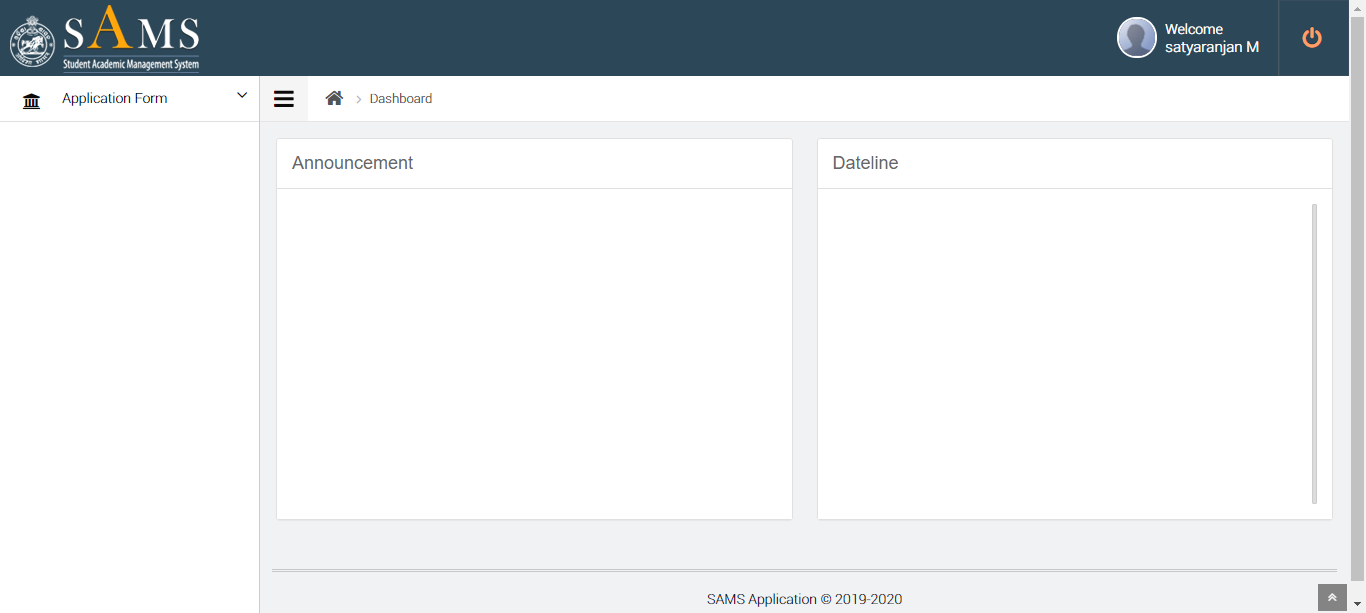 SAMS
Student Academic Management System
Welcome
satyaranjan M
Application Form
Dashboard
Announcement
Dateline
SAMS Application © 2019-2020